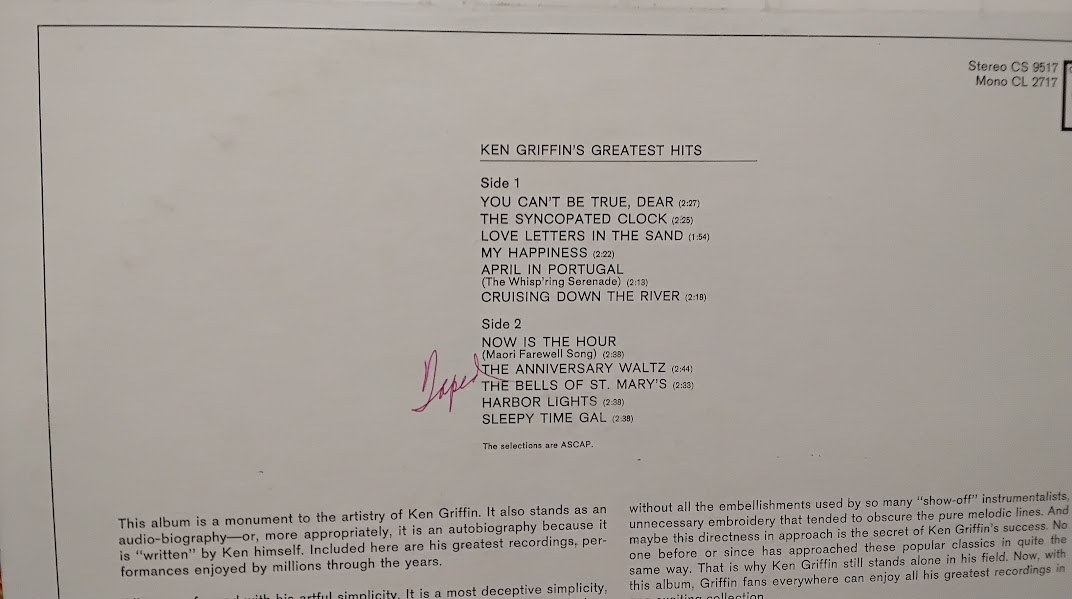 Stereo CS 9517
Mono CL 2717
KEN GRIFFIN'S GREATEST HITS
Side 1
YOU CAN'T BE TRUE, DEAR (2:27)
THE SYNCOPATED CLOCK (2:25)
LOVE LETTERS IN THE SAND (1:54)
MY HAPPINESS (2:22)
APRIL IN PORTUGAL
(The Whisp'ring Serenade) (2:13)
CRUISING DOWN THE RIVER (2:18)
Side 2
NOW IS THE HOUR
(Maori Farewell Song) (2:38)
Taped
THE ANNIVERSARY WALTZ (2:44)
THE BELLS OF ST. MARY'S (2:33)
HARBOR LIGHTS (2:38)
SLEEPY TIME GAL (2:38)
The selections are ASCAP.
This album is a monument to the artistry of Ken Griffin. It also stands as an
audio-biography—or, more appropriately, it is an autobiography because it
is “written” by Ken himself. Included here are his greatest recordings, per-
formances enjoyed by millions through the years.
with his artful simplicity. It is a most deceptive simplicity,
without all the embellishments used by so many “show-off” instrumentalists,
unnecessary embroidery that tended to obscure the pure melodic lines. And
maybe this directness in approach is the secret of Ken Griffin's success. No
one before or since has approached these popular classics in quite the
same way. That is why Ken Griffin still stands alone in his field. Now, with
this album, Griffin fans everywhere can enjoy all his greatest recordings in
collection